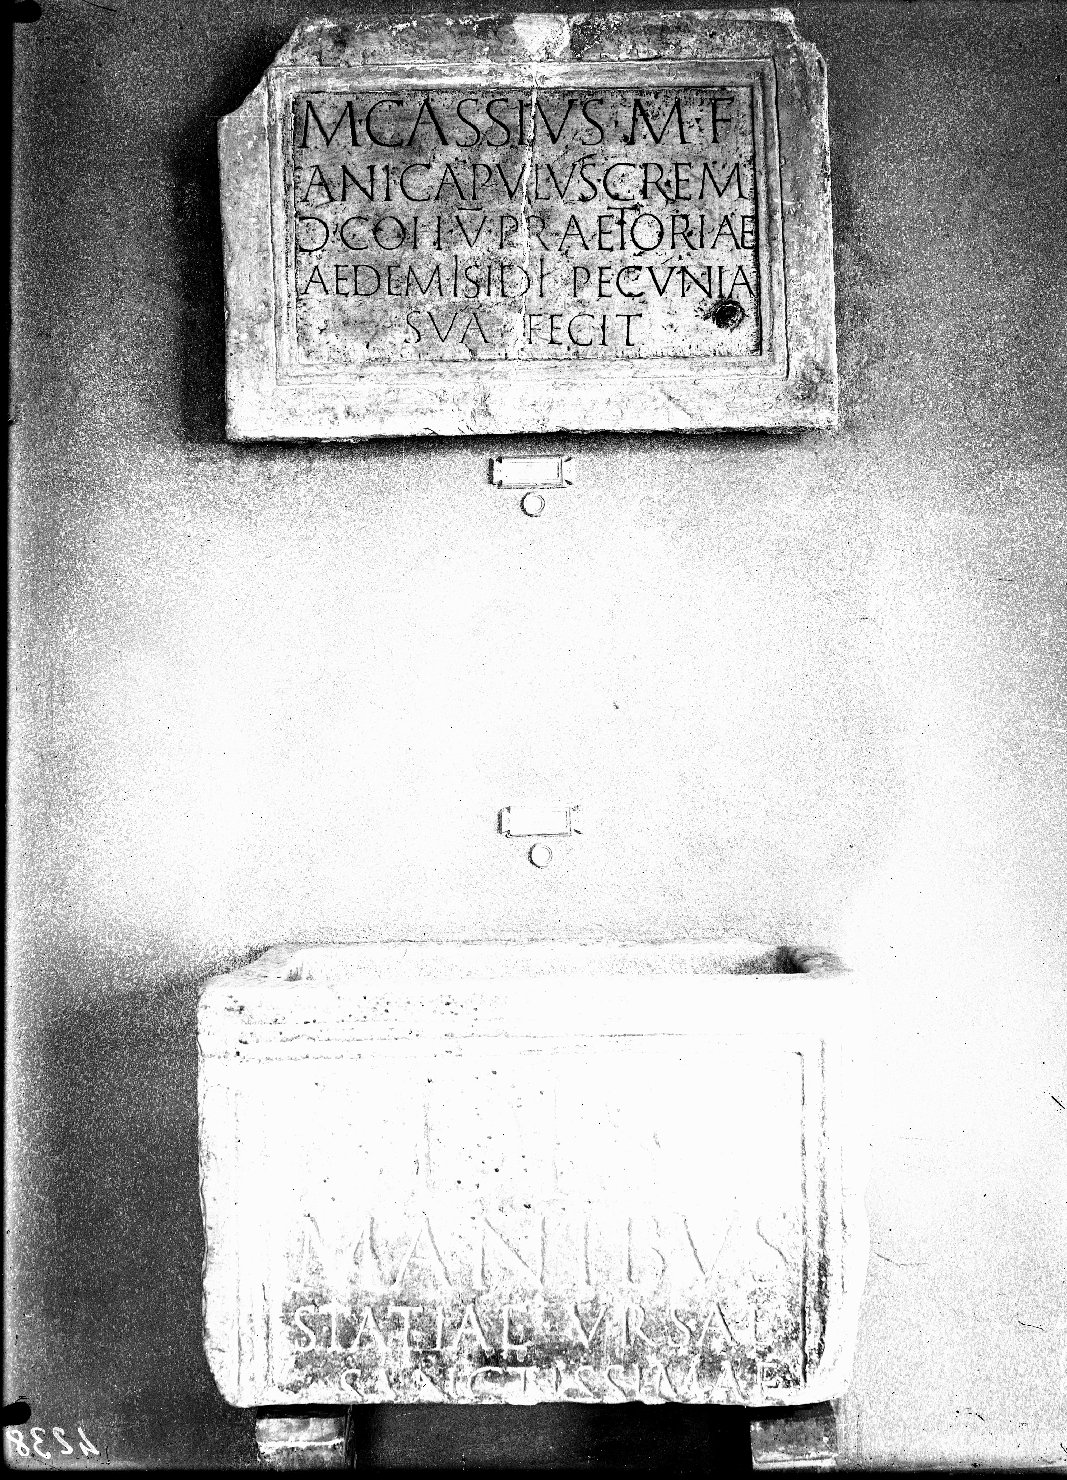 M CASSIVS M F
ANI CAPVLVS CREM
D COH V PRAETORIAE
AEDEM ISIDI PECVNIA
SVA FECIT
MANIBVS
STATIAE VRSAE
SANCTISSIMAE
4238